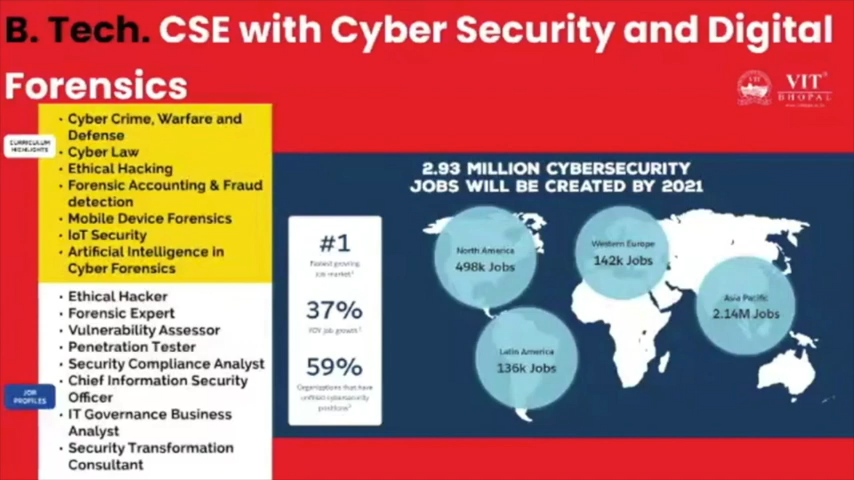 B. Tech. CSE with Cyber Security and Digital
Forensics
VIT
BHOPAL
CURRICULUM
HIGHLIGHTS
• Cyber Crime, Warfare and
Defense
• Cyber Law
• Ethical Hacking
• Forensic Accounting & Fraud
detection
• Mobile Device Forensics
• IoT Security
• Artificial Intelligence in
Cyber Forensics
JOB
PROFILES
• Ethical Hacker
• Forensic Expert
• Vulnerability Assessor
• Penetration Tester
• Security Compliance Analyst
• Chief Information Security
Officer
• IT Governance Business
Analyst
• Security Transformation
Consultant
#1
Fastest growing
job market
37%
YOY job growth
59%
Organizations that have
unfilled cybersecurity
positions
2.93 MILLION CYBERSECURITY
JOBS WILL BE CREATED BY 2021
North America
498k Jobs
Western Europe
142k Jobs
Asia Pacific
2.14M Jobs
Latin America
136k Jobs